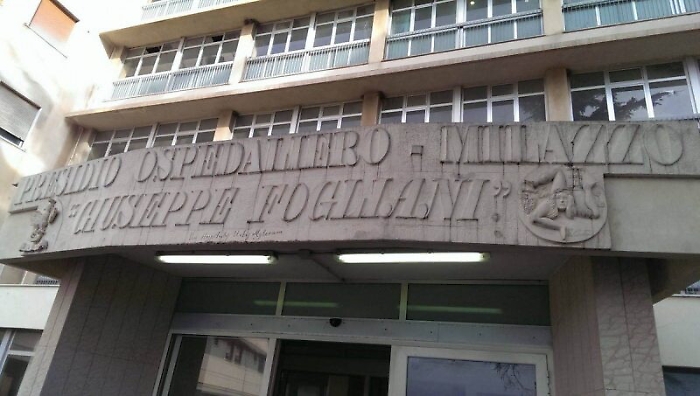 PRESIDIO OSPEDALIERO - MILAZZO
"GIUSEPPE FOGLIANI"